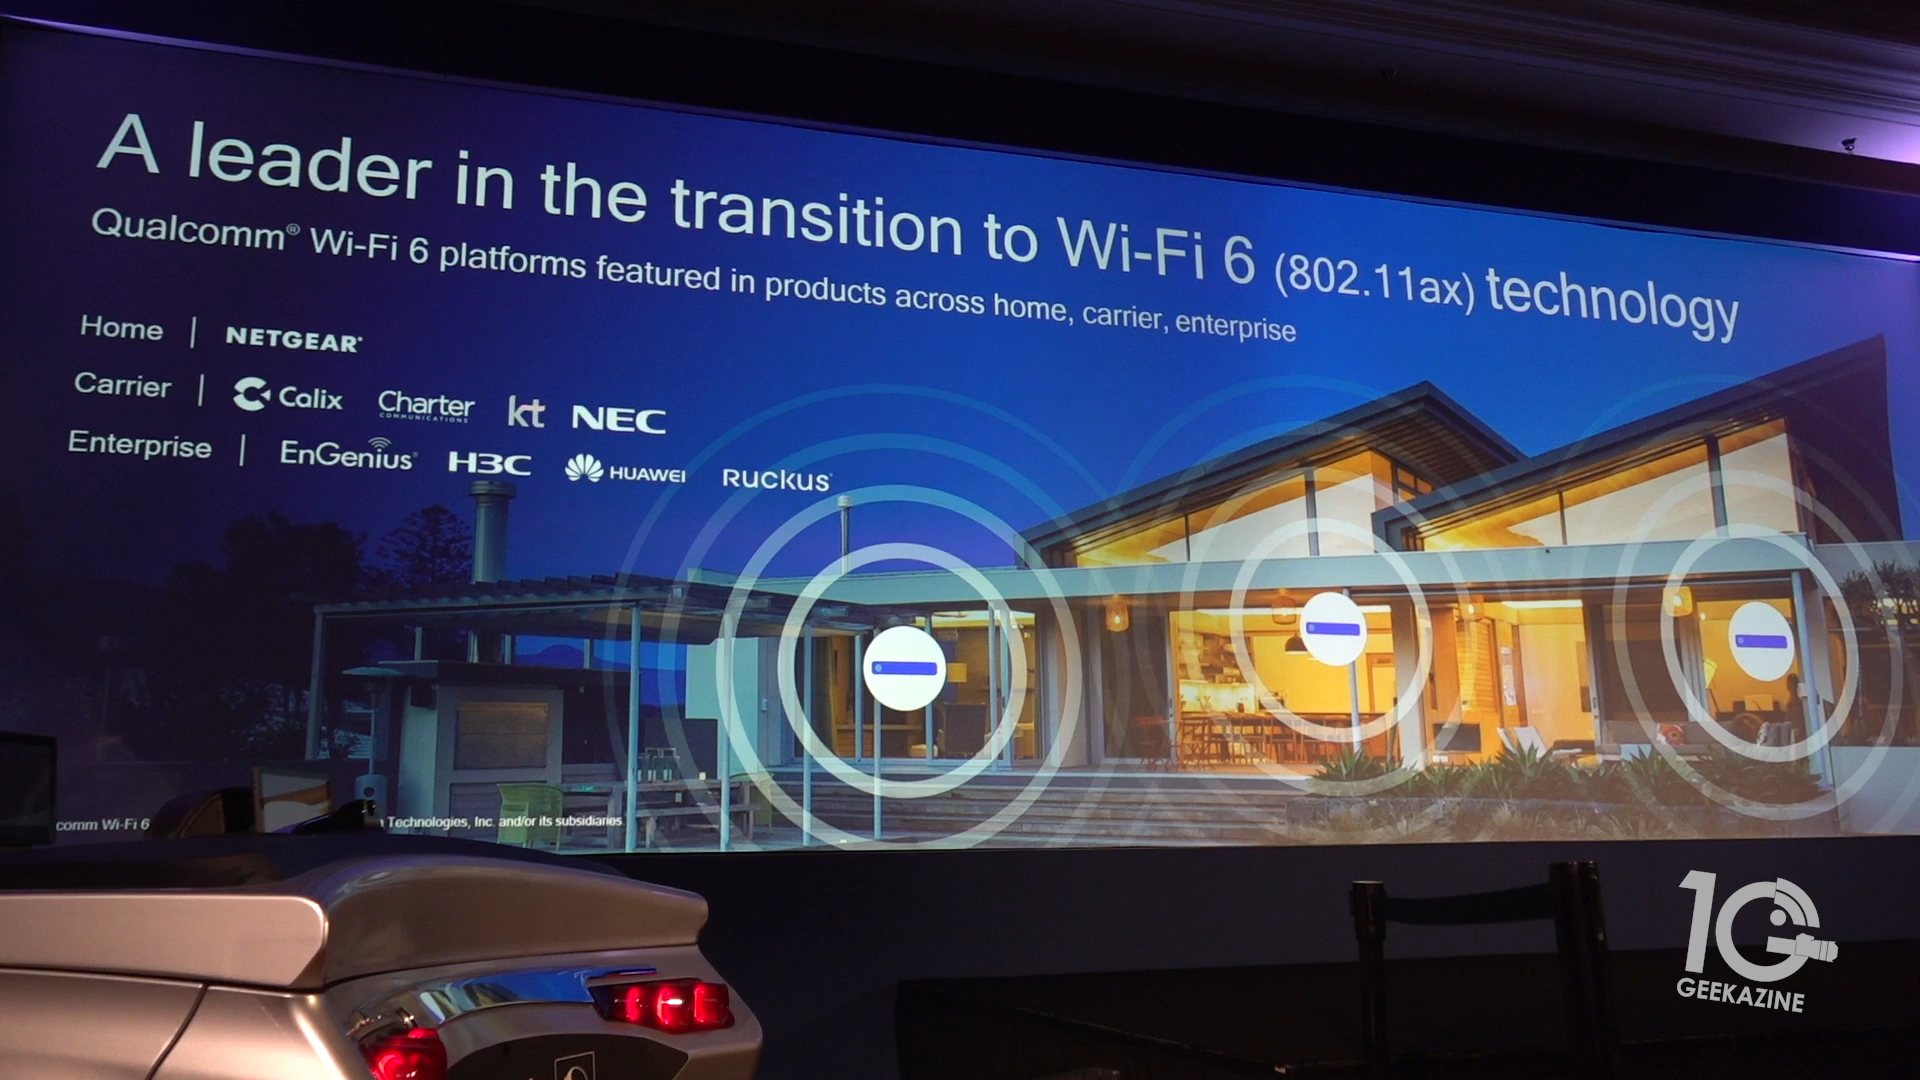 A leader in the transition to Wi-Fi 6 (802.11ax) technology
Qualcomm® Wi-Fi 6 platforms featured in products across home, carrier, enterprise
Home | NETGEAR®
Carrier | Calix Charter COMMUNICATIONS kt NEC
Enterprise | EnGenius® H3C HUAWEI RUCKUS®
comm Wi-Fi 6
Technologies, Inc. and/or its subsidiaries.
10
GEEKAZINE